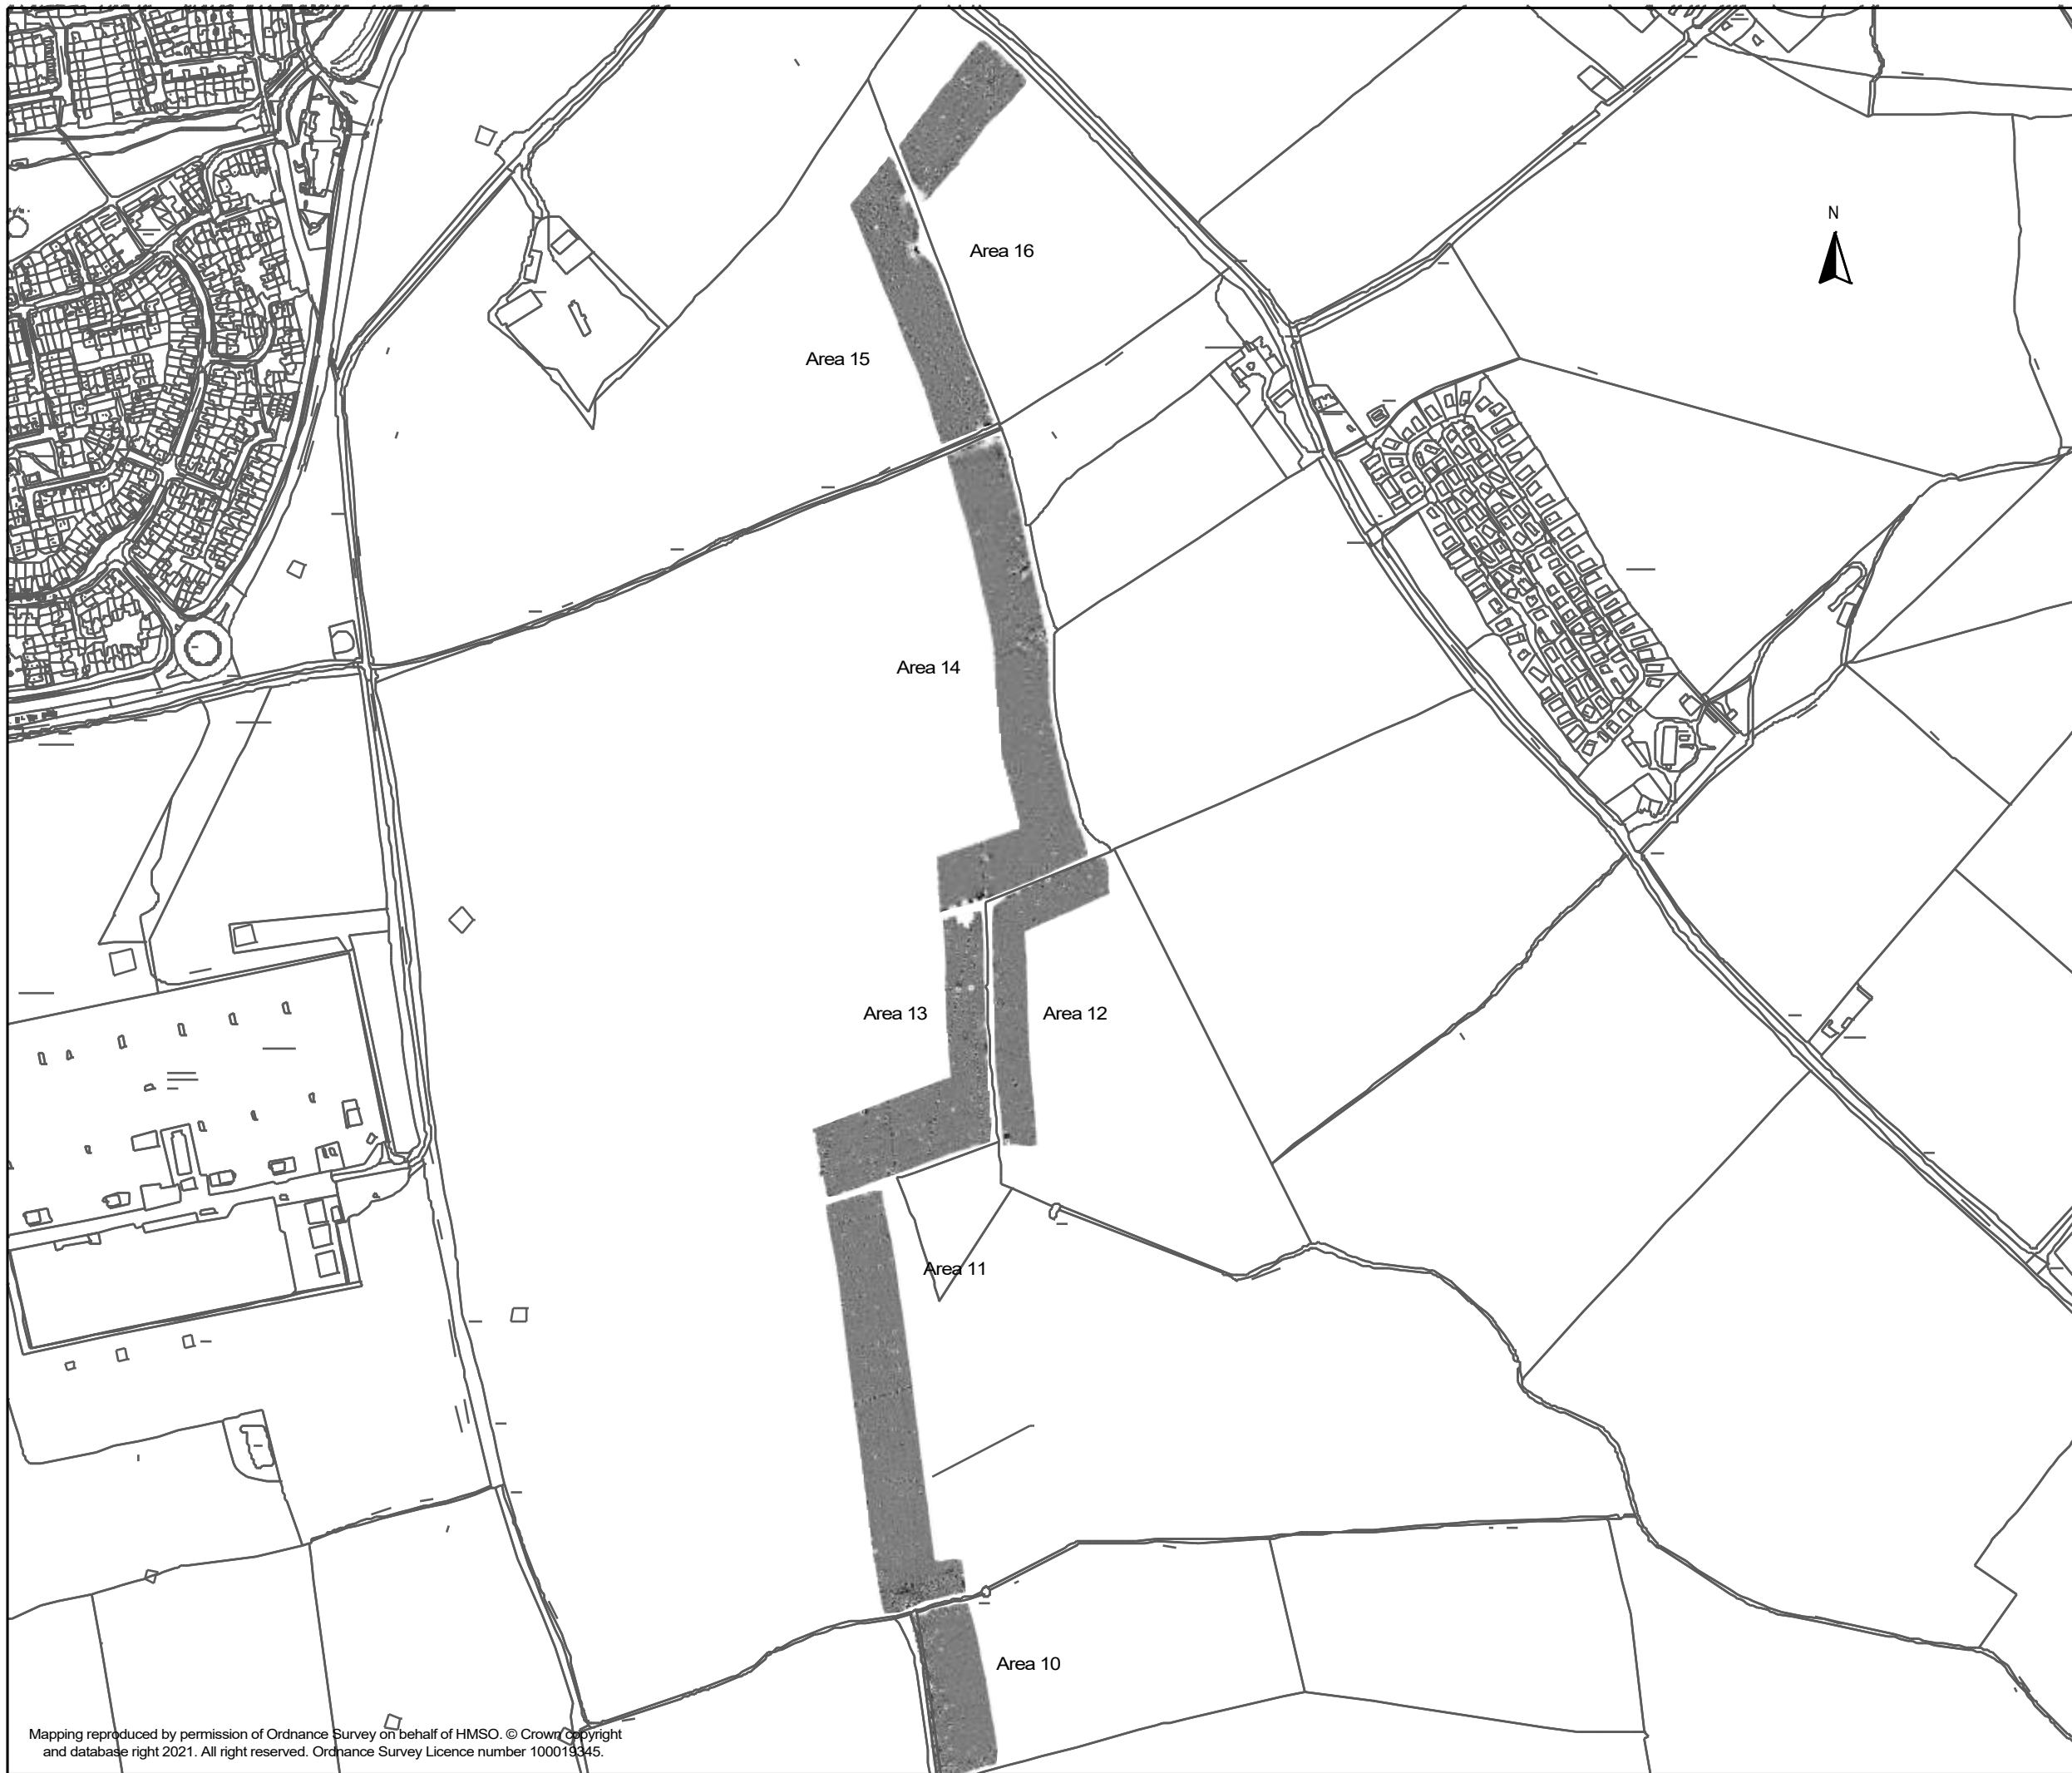 N
Area 16
Area 15
Area 14
Area 13
Area 12
Area 11
Area 10
Mapping reproduced by permission of Ordnance Survey on behalf of HMSO. © Crown copyright
and database right 2021. All right reserved. Ordnance Survey Licence number 100019345.